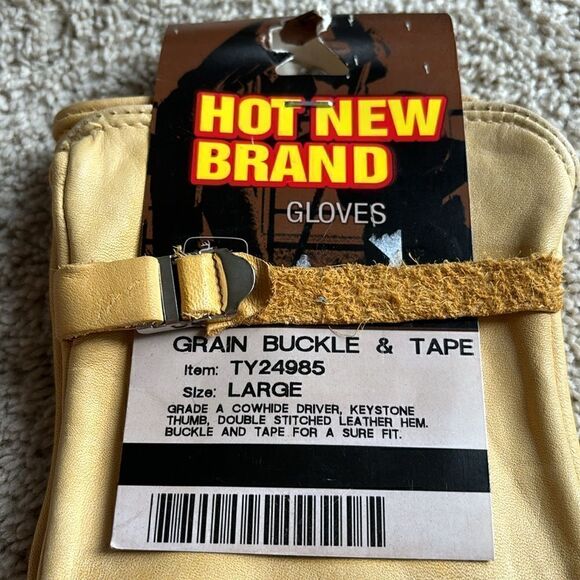 HOT NEW
BRAND
GLOVES
GRAIN BUCKLE & TAPE
Item: TY24985
Size: LARGE
GRADE A COWHIDE DRIVER, KEYSTONE
THUMB, DOUBLE STITCHED LEATHER HEM.
BUCKLE AND TAPE FOR A SURE FIT.